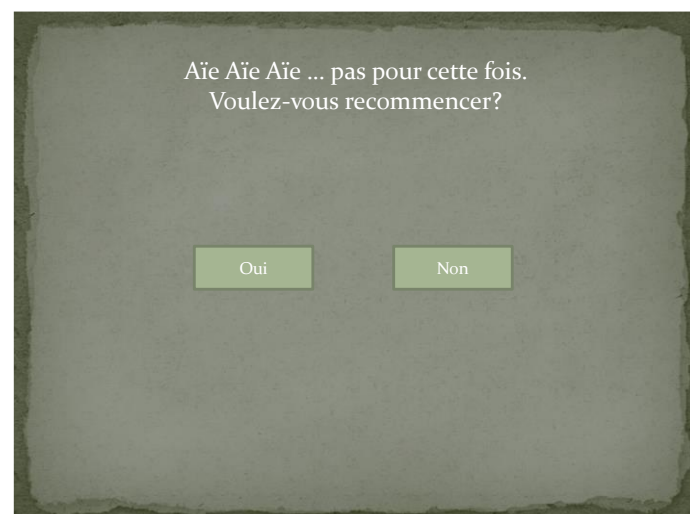 Aïe Aïe Aïe ... pas pour cette fois.
Voulez-vous recommencer?
Oui
Non